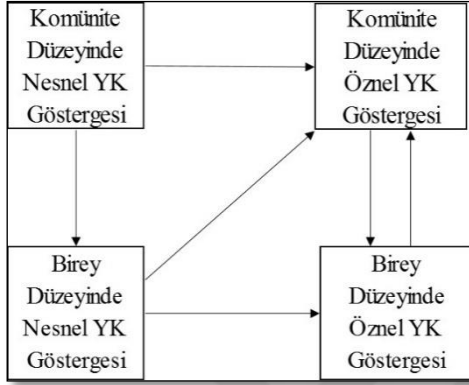 Komünite
Düzeyinde
Nesnel YK
Göstergesi
Komünite
Düzeyinde
Öznel YK
Göstergesi
Birey
Düzeyinde
Nesnel YK
Göstergesi
Birey
Düzeyinde
Öznel YK
Göstergesi